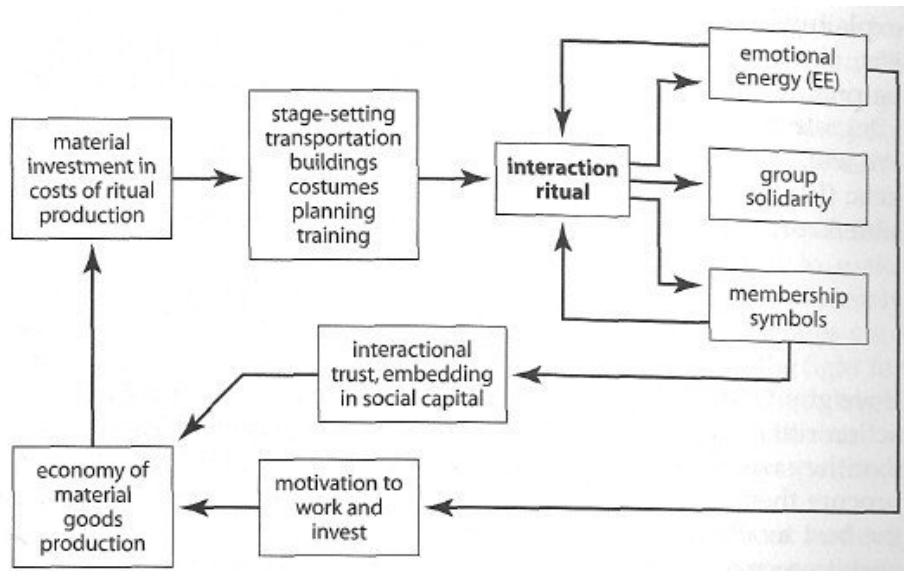 material
investment in
costs of ritual
production
stage-setting
transportation
buildings
costumes
planning
training
interaction
ritual
emotional
energy (EE)
group
solidarity
membership
symbols
interactional
trust, embedding
in social capital
economy of
material
goods
production
motivation to
work and
invest